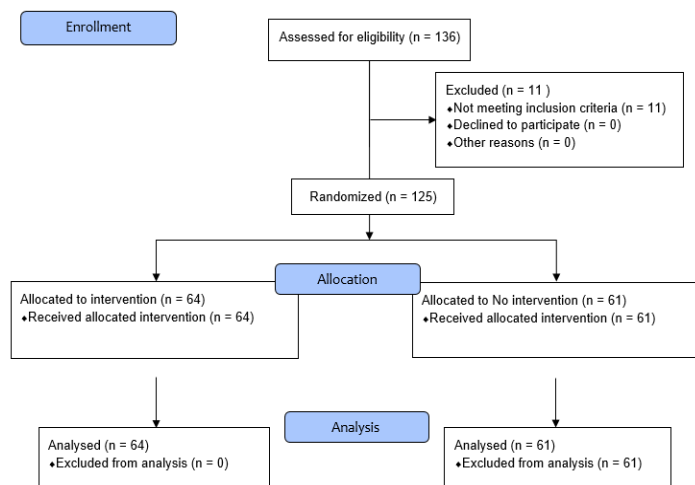 Enrollment
Assessed for eligibility (n = 136)
Excluded (n = 11 )
⬥Not meeting inclusion criteria (n = 11)
⬥Declined to participate (n = 0)
⬥Other reasons (n = 0)
Randomized (n = 125)
Allocation
Allocated to intervention (n = 64)
⬥Received allocated intervention (n = 64)
Allocated to No intervention (n = 61)
⬥Received allocated intervention (n = 61)
Analysis
Analysed (n = 64)
⬥Excluded from analysis (n = 0)
Analysed (n = 61)
⬥Excluded from analysis (n = 61)